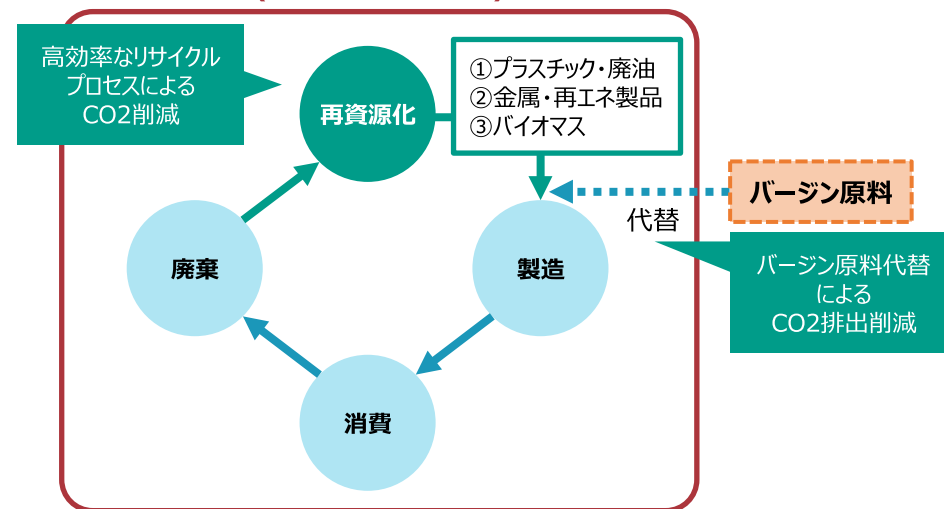 高効率なリサイクル
プロセスによる
CO2削減
再資源化
①プラスチック・廃油
②金属・再エネ製品
③バイオマス
バージン原料
代替
バージン原料代替
による
CO2排出削減
廃棄
製造
消費